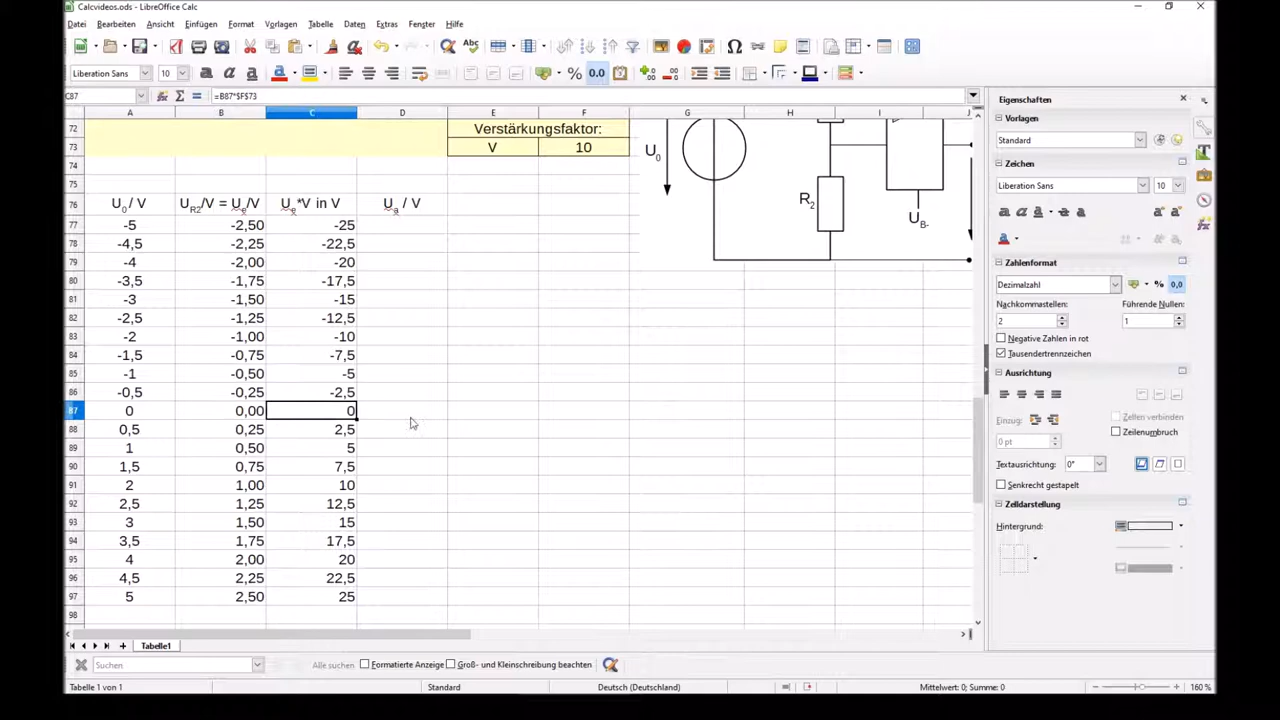 Calcvideos.ods - LibreOffice Calc
Datei Bearbeiten Ansicht Einfügen Format Vorlagen Tabelle Daten Extras Fenster Hilfe
Liberation Sans 10 % 0.0
C87 =B87*$F$73
A B C D E F G H I J
72 Verstärkungsfaktor:
73 V 10
74
75
76 U0 / V UR2/V = Ue/V Ue*V in V Ua / V
77 -5 -2,50 -25
78 -4,5 -2,25 -22,5
79 -4 -2,00 -20
80 -3,5 -1,75 -17,5
81 -3 -1,50 -15
82 -2,5 -1,25 -12,5
83 -2 -1,00 -10
84 -1,5 -0,75 -7,5
85 -1 -0,50 -5
86 -0,5 -0,25 -2,5
87 0 0,00 0
88 0,5 0,25 2,5
89 1 0,50 5
90 1,5 0,75 7,5
91 2 1,00 10
92 2,5 1,25 12,5
93 3 1,50 15
94 3,5 1,75 17,5
95 4 2,00 20
96 4,5 2,25 22,5
97 5 2,50 25
98
U0
R2
UB-
Eigenschaften
Vorlagen
Standard
Zeichen
Liberation Sans 10
Zahlenformat
Dezimalzahl % 0,0
Nachkommastellen: Führende Nullen:
2 1
Negative Zahlen in rot
Tausendertrennzeichen
Ausrichtung
Einzug: Zellen verbinden
0 pt Zeilenumbruch
Textausrichtung: 0°
Senkrecht gestapelt
Zelldarstellung
Hintergrund:
Tabelle1
Suchen Alle suchen Formatierte Anzeige Groß- und Kleinschreibung beachten
Tabelle 1 von 1 Standard Deutsch (Deutschland) Mittelwert: 0; Summe: 0 160 %